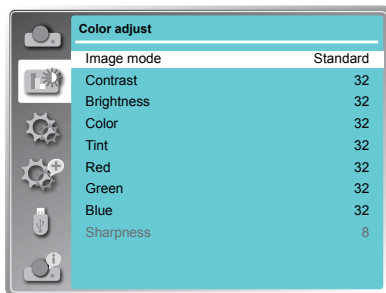 Color adjust
Image mode Standard
Contrast 32
Brightness 32
Color 32
Tint 32
Red 32
Green 32
Blue 32
Sharpness 8